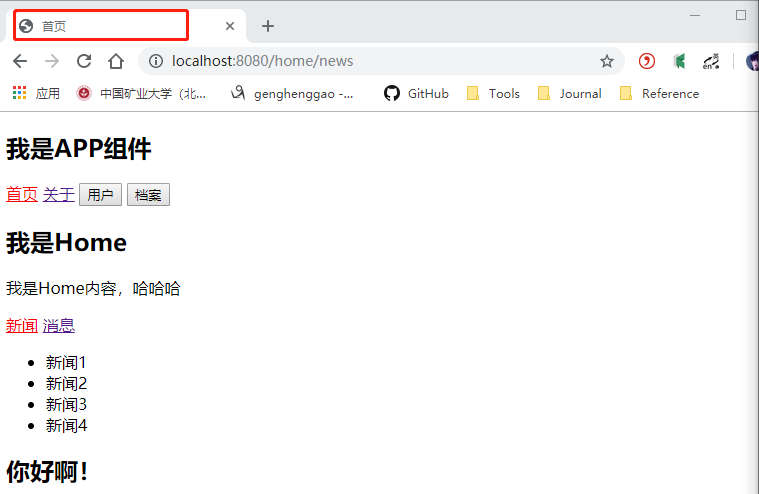 首页
localhost:8080/home/news
应用 中国矿业大学（北... genghenggao -... GitHub Tools Journal Reference
我是APP组件
首页 关于 用户 档案
我是Home
我是Home内容，哈哈哈
新闻 消息
新闻1
新闻2
新闻3
新闻4
你好啊！